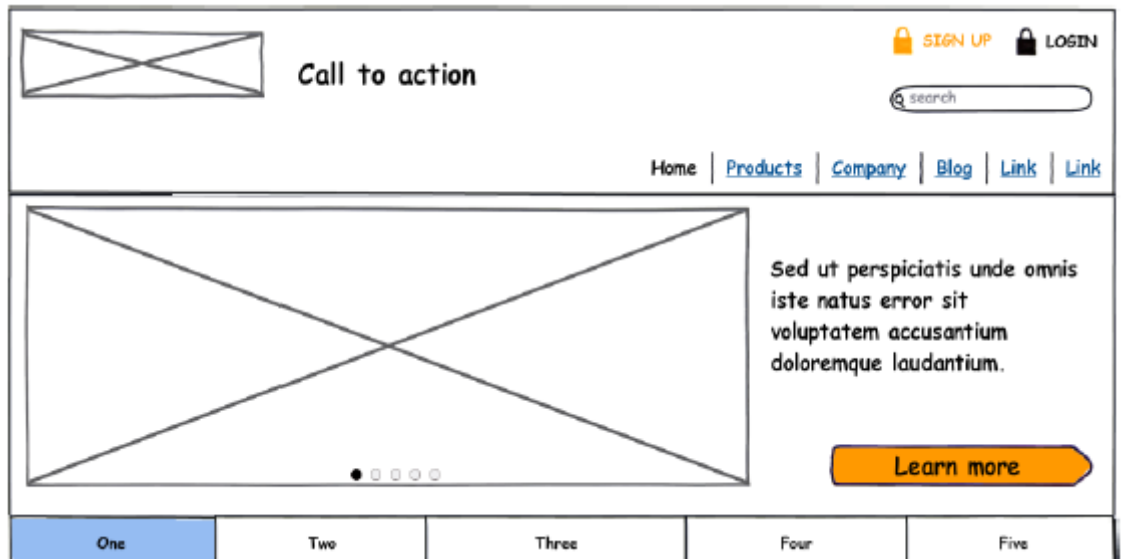 SIGN UP LOGIN
Call to action
search
Home Products Company Blog Link Link
Sed ut perspiciatis unde omnis
iste natus error sit
voluptatem accusantium
doloremque laudantium.
Learn more
One Two Three Four Five